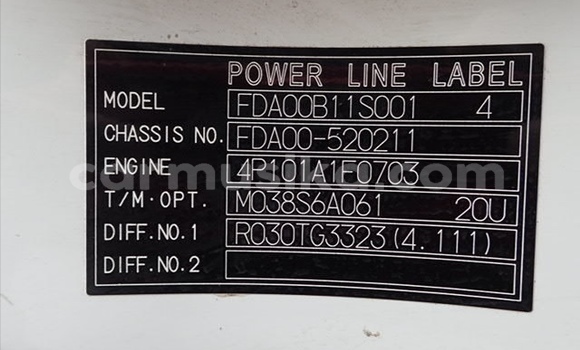 POWER LINE LABEL
MODEL FDA00B11S001 4
CHASSIS NO. FDA00-520211
ENGINE 4P101A1F0703
T/M·OPT. M038S6A061 20U
DIFF.NO.1 R030TG3323(4.111)
DIFF.NO.2